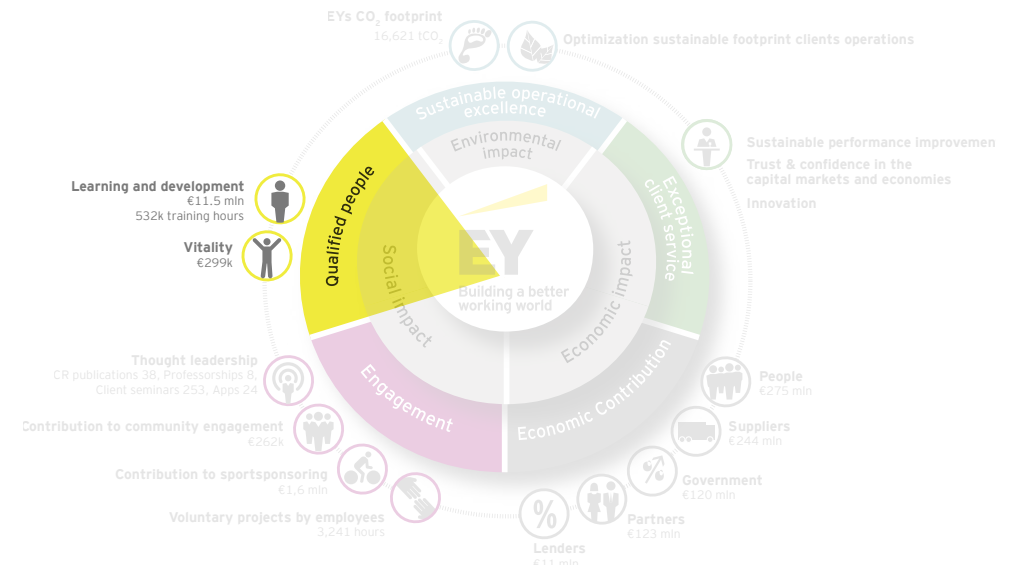 EYs CO₂ footprint
16,621 tCO₂
Optimization sustainable footprint clients operations
Sustainable operational
excellence
Environmental
impact
Sustainable performance improvemen
Trust & confidence in the
capital markets and economies
Innovation
Exceptional
client service
Learning and development
€11.5 mln
532k training hours
Vitality
€299k
Qualified people
Social impact
EY
Building a better
working world
Economic impact
Thought leadership
CR publications 38, Professorships 8,
Client seminars 253, Apps 24
Contribution to community engagement
€262k
Contribution to sportsponsoring
€1,6 mln
Voluntary projects by employees
3,241 hours
Engagement
Economic Contribution
People
€275 mln
Suppliers
€244 mln
Government
€120 mln
Partners
€123 mln
%
Lenders
€11 mln